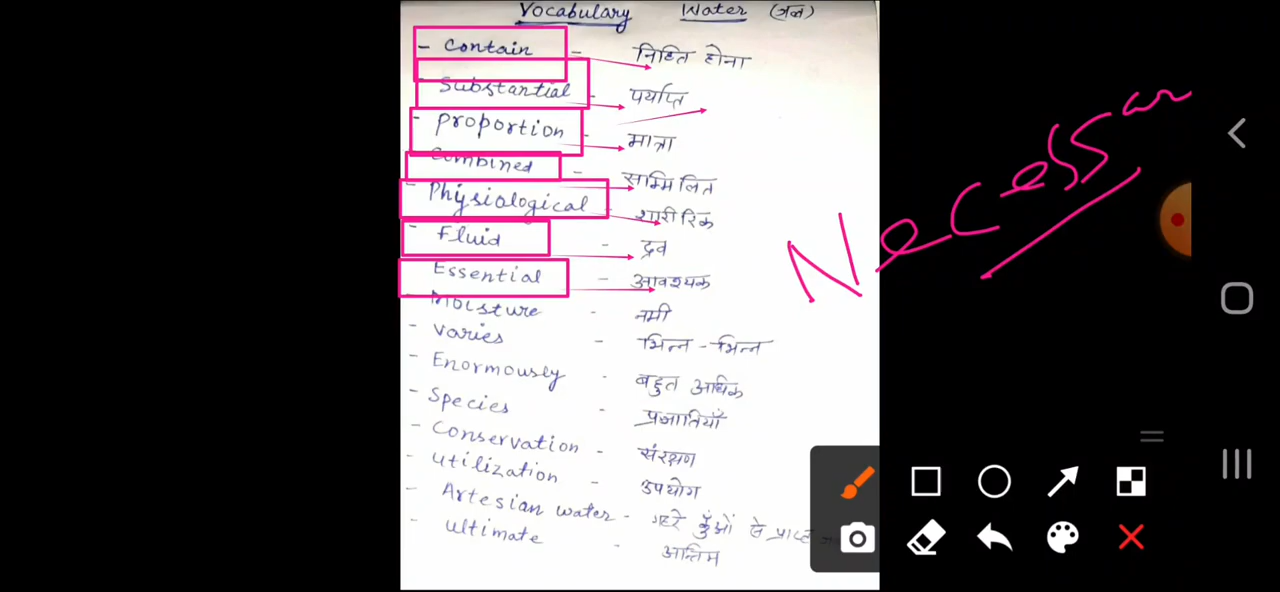 Vocabulary Water (जल)
- Contain - निहित होना
Substantial - पर्याप्त
- Proportion - मात्रा
Combined - सम्मिलित
- Physiological - शारीरिक
Fluid - द्रव
Essential - आवश्यक
Moisture - नमी
- Varies - भिन्न - भिन्न
- Enormously - बहुत अधिक
- Species - प्रजातियाँ
- Conservation - संरक्षण
- Utilization - उपयोग
- Artesian water - गहरे कुँओं से प्राप्त
- Ultimate - अन्तिम
Necessar